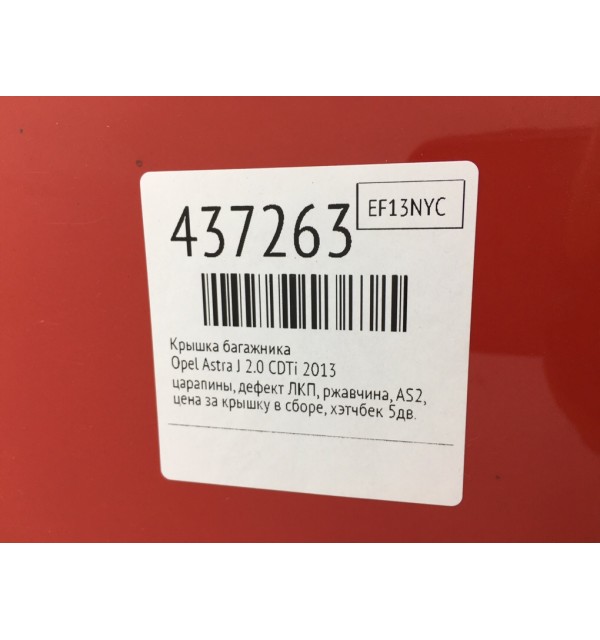 437263
EF13NYC
Крышка багажника
Opel Astra J 2.0 CDTi 2013
царапины, дефект ЛКП, ржавчина, AS2,
цена за крышку в сборе, хэтчбек 5дв.